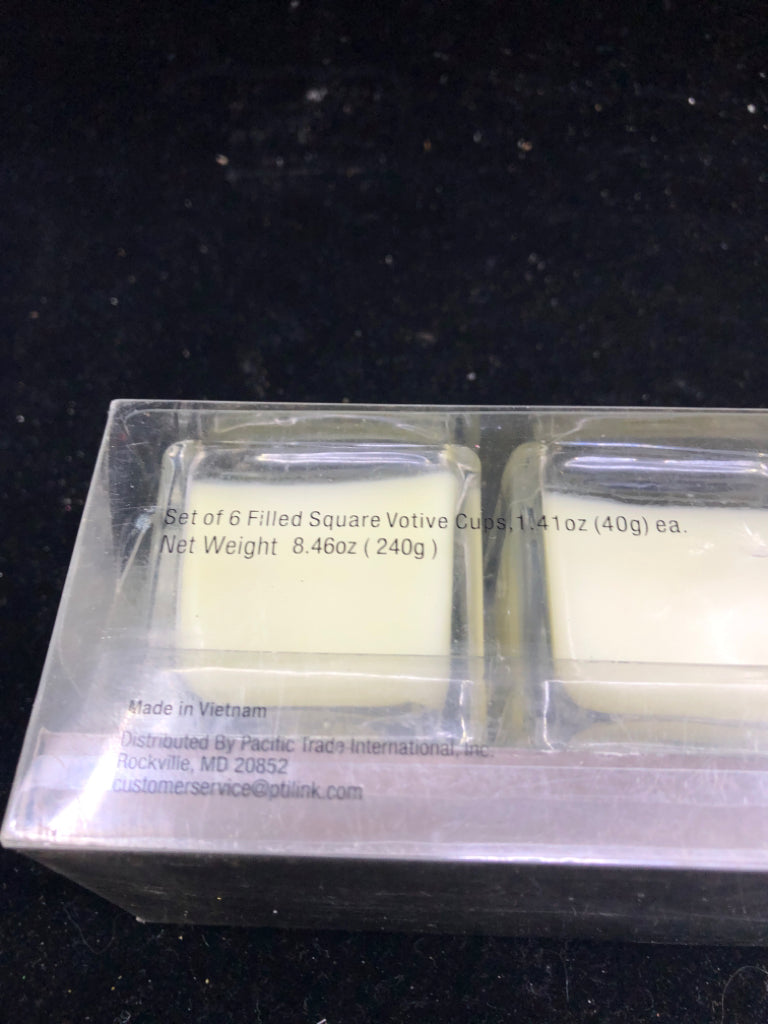 Set of 6 Filled Square Votive Cups, 1.41oz (40g) ea.
Net Weight 8.46oz ( 240g )
Made in Vietnam
Distributed By Pacific Trade International, Inc.
Rockville, MD 20852
customerservice@ptilink.com